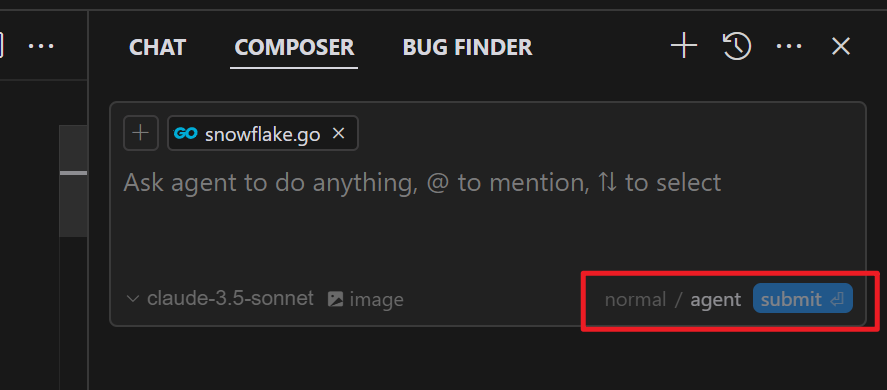 CHAT COMPOSER BUG FINDER
GO snowflake.go
Ask agent to do anything, @ to mention, ⇅ to select
claude-3.5-sonnet image normal / agent submit ⏎